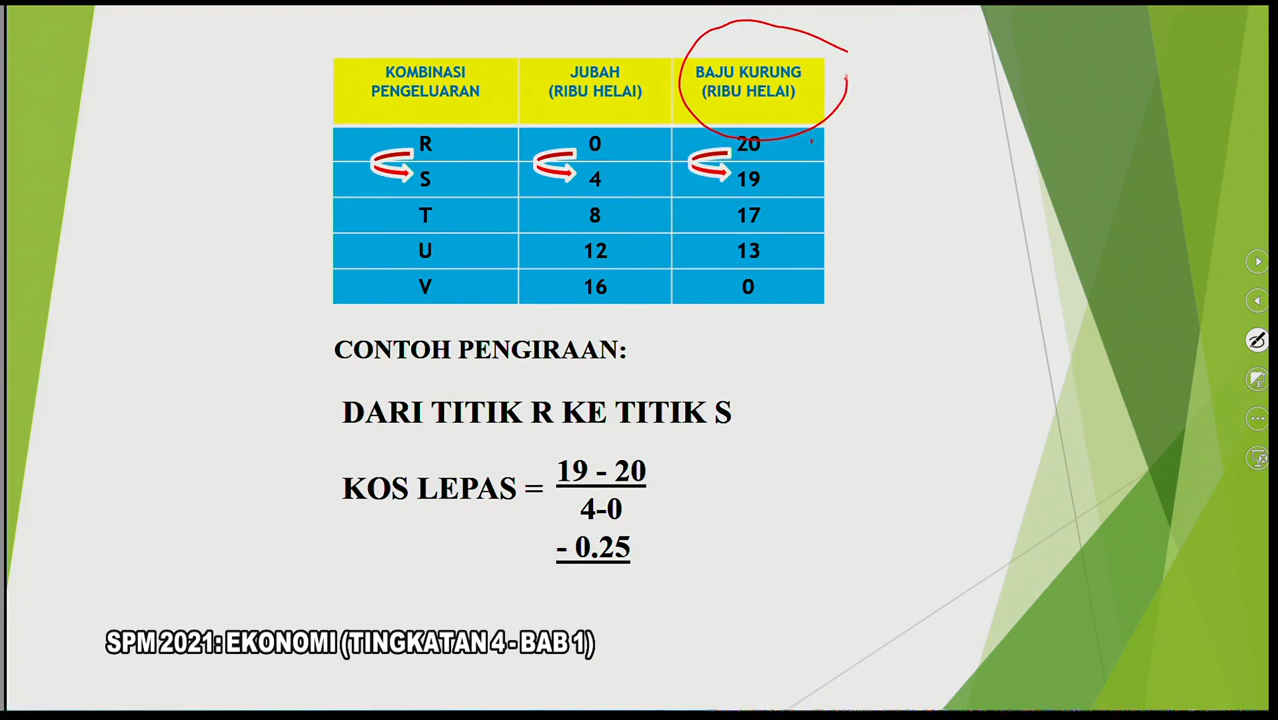 KOMBINASI PENGELUARAN JUBAH (RIBU HELAI) BAJU KURUNG (RIBU HELAI)
R 0 20
S 4 19
T 8 17
U 12 13
V 16 0
CONTOH PENGIRAAN:
DARI TITIK R KE TITIK S
KOS LEPAS = 19 - 20
4-0
- 0.25
SPM 2021: EKONOMI (TINGKATAN 4 - BAB 1)